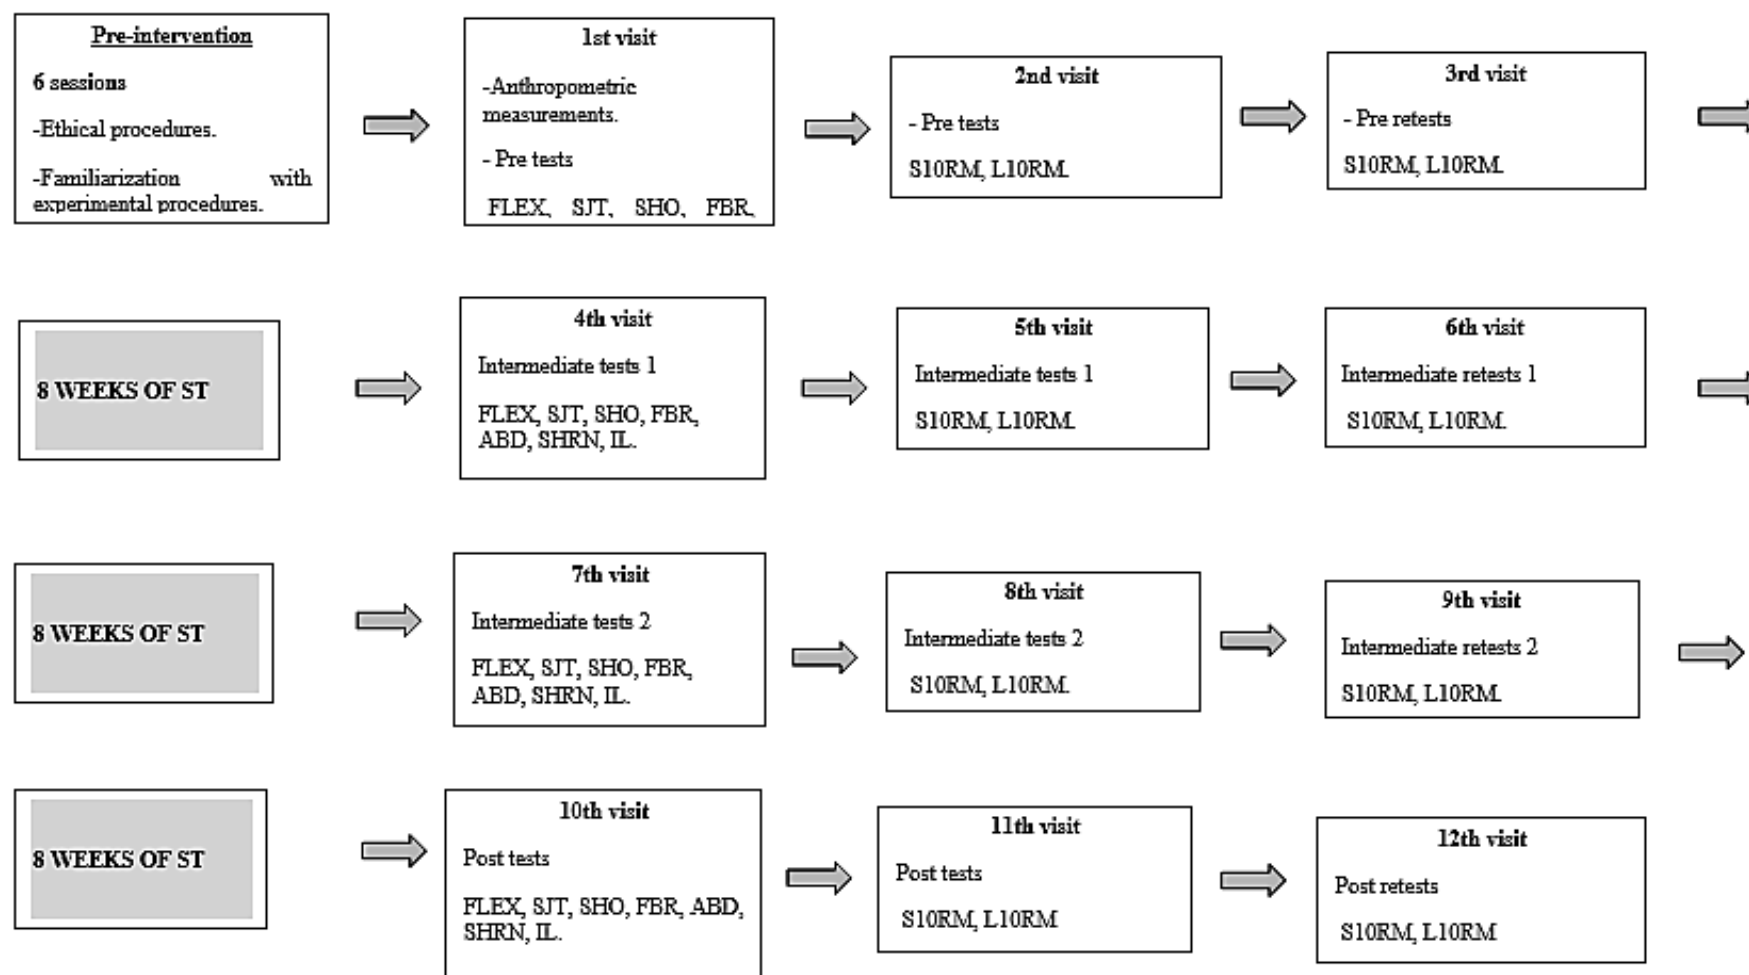 Pre-intervention
6 sessions
-Ethical procedures.
-Familiarization with
experimental procedures.
1st visit
-Anthropometric
measurements.
- Pre tests
FLEX, SJT, SHO, FBR,
2nd visit
- Pre tests
S10RM, L10RM.
3rd visit
- Pre retests
S10RM, L10RM.
8 WEEKS OF ST
4th visit
Intermediate tests 1
FLEX, SJT, SHO, FBR,
ABD, SHRN, IL.
5th visit
Intermediate tests 1
S10RM, L10RM.
6th visit
Intermediate retests 1
S10RM, L10RM.
8 WEEKS OF ST
7th visit
Intermediate tests 2
FLEX, SJT, SHO, FBR,
ABD, SHRN, IL.
8th visit
Intermediate tests 2
S10RM, L10RM.
9th visit
Intermediate retests 2
S10RM, L10RM.
8 WEEKS OF ST
10th visit
Post tests
FLEX, SJT, SHO, FBR, ABD,
SHRN, IL.
11th visit
Post tests
S10RM, L10RM
12th visit
Post retests
S10RM, L10RM